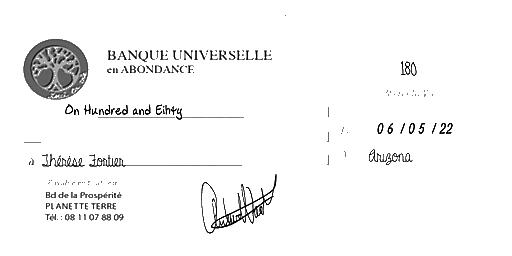 BANQUE UNIVERSELLE
en ABONDANCE
180
On Hundred and Eihty
06/05/22
à Thérèse Fortier
Arizona
Bd de la Prospérité
PLANETTE TERRE
Tél. : 08 11 07 88 09